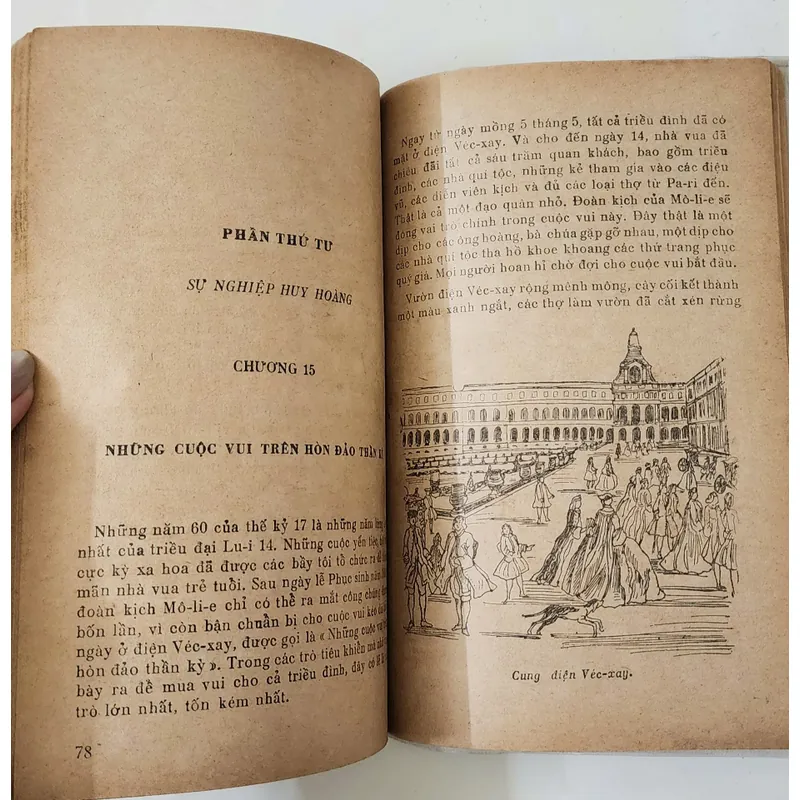 PHẦN THỨ TƯ
SỰ NGHIỆP HUY HOÀNG
CHƯƠNG 15
NHỮNG CUỘC VUI TRÊN HÒN ĐẢO THẦN
Những năm 60 của thế kỷ 17 là những năm
nhất của triều đại Lu-i 14. Những cuộc yến tiệc,
cực kỳ xa hoa đã được các bầy tôi tổ chức ra để
mãn nhà vua trẻ tuổi. Sau ngày lễ Phục sinh năm
đoàn kịch Mô-li-e chỉ có thể ra mắt công chúng
bốn lần, vì còn bận chuẩn bị cho cuộc vui kéo dài
ngày ở điện Véc-xay, được gọi là « Những cuộc vui
hòn đảo thần kỳ ». Trong các trò tiêu khiển mà
bày ra để mua vui cho cả triều đình, đây có lẽ là
trò lớn nhất, tốn kém nhất.
78
Ngay từ ngày mồng 5 tháng 5, tất cả triều đình đã có
mặt ở điện Véc-xay. Và cho đến ngày 14, nhà vua đã
chiêu đãi tất cả sáu trăm quan khách, bao gồm triều
đình, các nhà quí tộc, những kẻ tham gia vào các điệu
vũ, các diễn viên kịch và đủ các loại thợ từ Pa-ri đến.
Thật là cả một đạo quân nhỏ. Đoàn kịch của Mô-li-e sẽ
đóng vai trò chính trong cuộc vui này. Đây thật là một
dịp cho các ông hoàng, bà chúa gặp gỡ nhau, một dịp cho
các nhà quí tộc tha hồ khoe khoang các thứ trang phục
quý giá. Mọi người hoan hỉ chờ đợi cho cuộc vui bắt đầu.
Vườn điện Véc-xay rộng mênh mông, cây cối kết thành
một màu xanh ngắt, các thợ làm vườn đã cắt xén rừng
Cung điện Véc-xay.